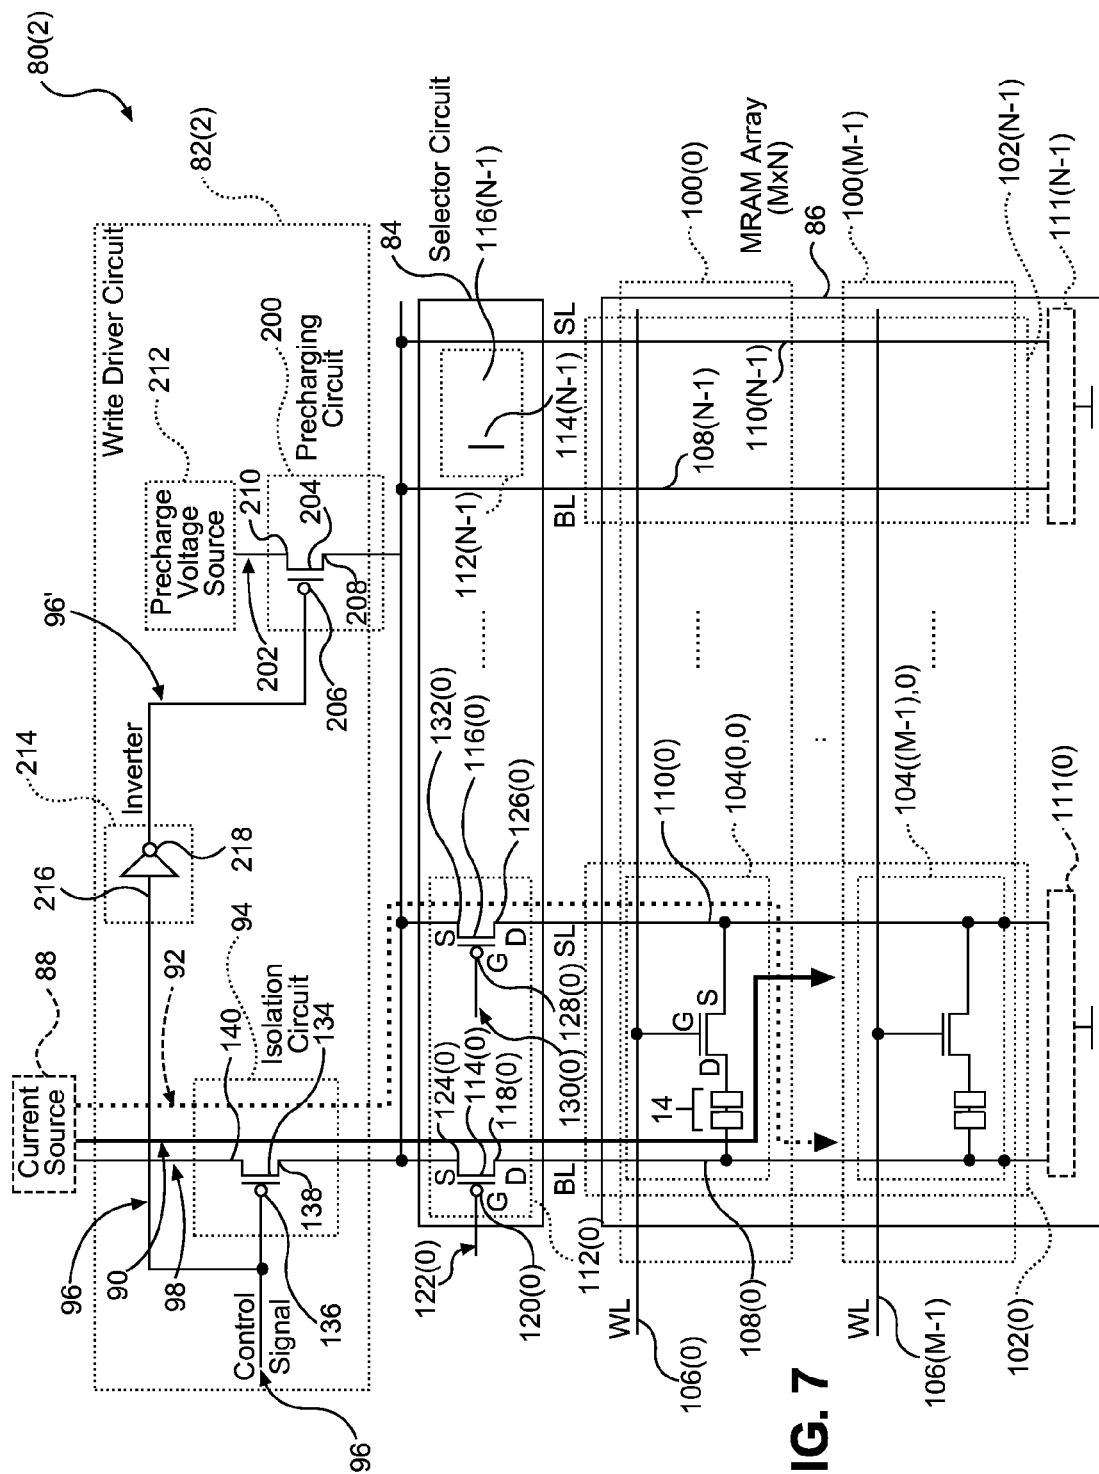 80(2)
82(2)
Write Driver Circuit
88
Current
Source
92
94
140
Isolation
Circuit
134
138
136
Control
Signal
96
96
90
98
214
216
218
Inverter
96'
212
Precharge
Voltage
Source
202
200
Precharging
Circuit
210
204
208
206
84
Selector Circuit
122(0)
120(0)
112(0)
S
G
D
124(0)
114(0)
118(0)
130(0)
128(0)
S
G
D
132(0)
116(0)
126(0)
112(N-1)
114(N-1)
116(N-1)
BL
SL
BL
SL
MRAM Array
(MxN)
86
100(0)
100(M-1)
102(N-1)
111(N-1)
108(N-1)
110(N-1)
WL
106(0)
108(0)
14
G
D
S
110(0)
104(0,0)
WL
106(M-1)
102(0)
104((M-1),0)
111(0)
IG. 7